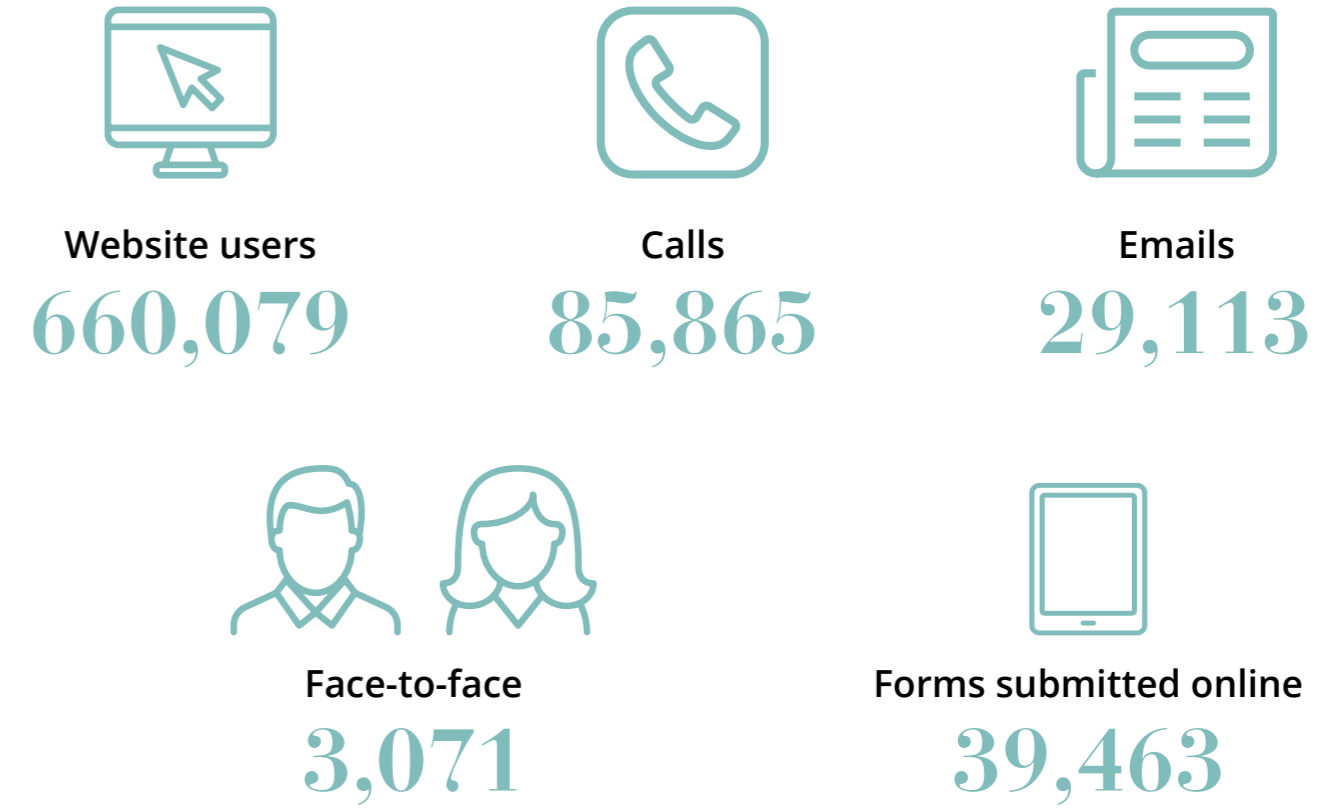 Website users
660,079
Calls
85,865
Emails
29,113
Face-to-face
3,071
Forms submitted online
39,463